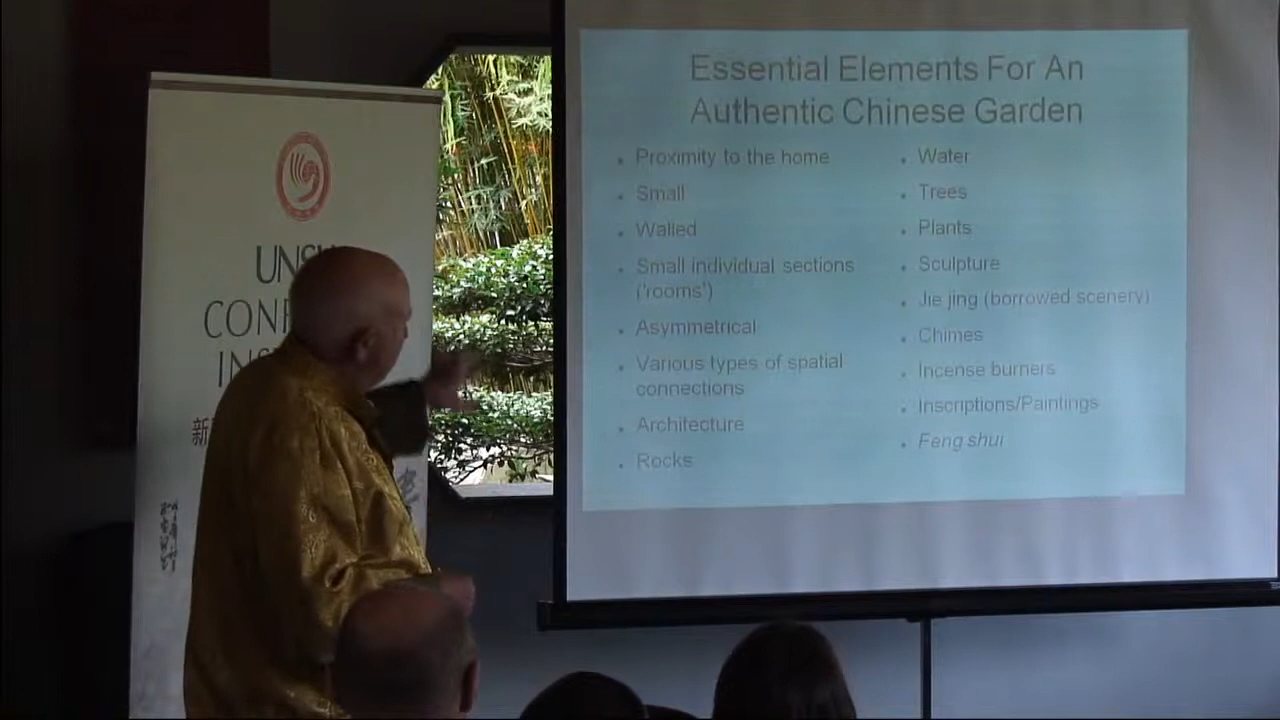 UNSW
CONF
INS
新
Essential Elements For An
Authentic Chinese Garden
• Proximity to the home
• Small
• Walled
• Small individual sections
('rooms')
• Asymmetrical
• Various types of spatial
connections
• Architecture
• Rocks
• Water
• Trees
• Plants
• Sculpture
• Jie jing (borrowed scenery)
• Chimes
• Incense burners
• Inscriptions/Paintings
• Feng shui